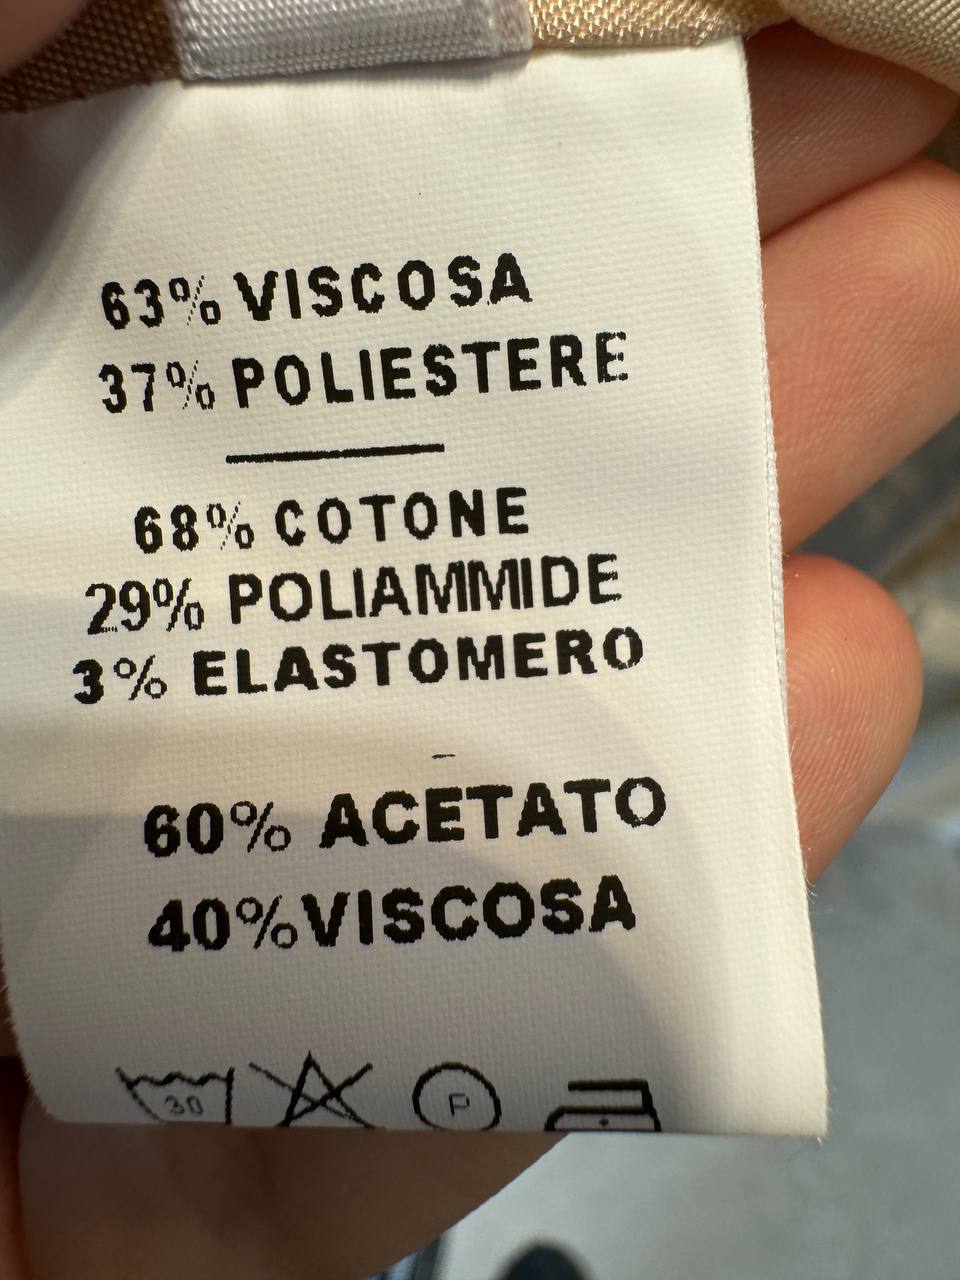 63% VISCOSA
37% POLIESTERE
68% COTONE
29% POLIAMMIDE
3% ELASTOMERO
60% ACETATO
40% VISCOSA
30 P